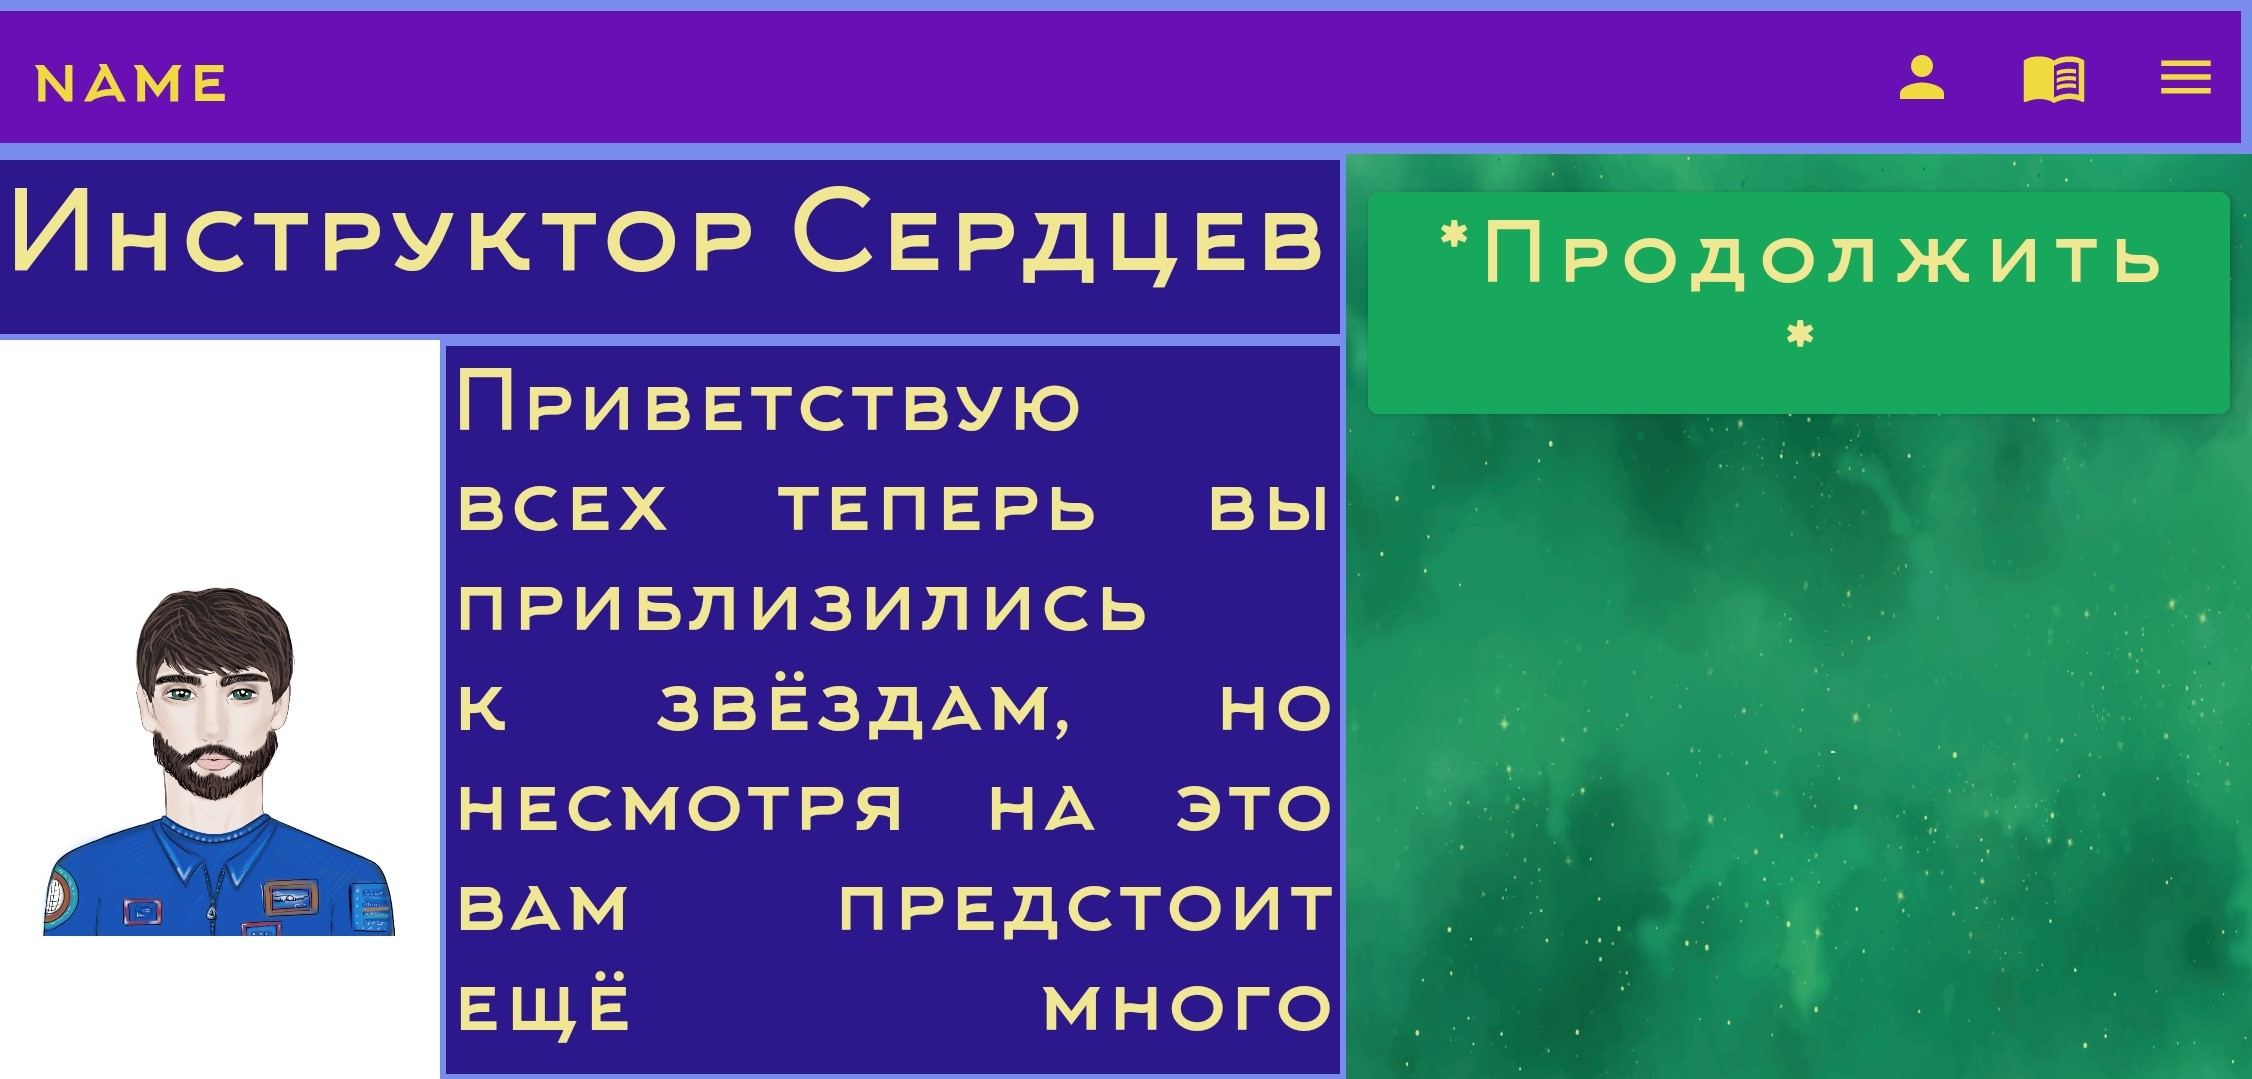 NAME
Инструктор Сердцев
*Продолжить
*
Приветствую
всех теперь вы
приблизились
к звёздам, но
несмотря на это
вам предстоит
ещё много